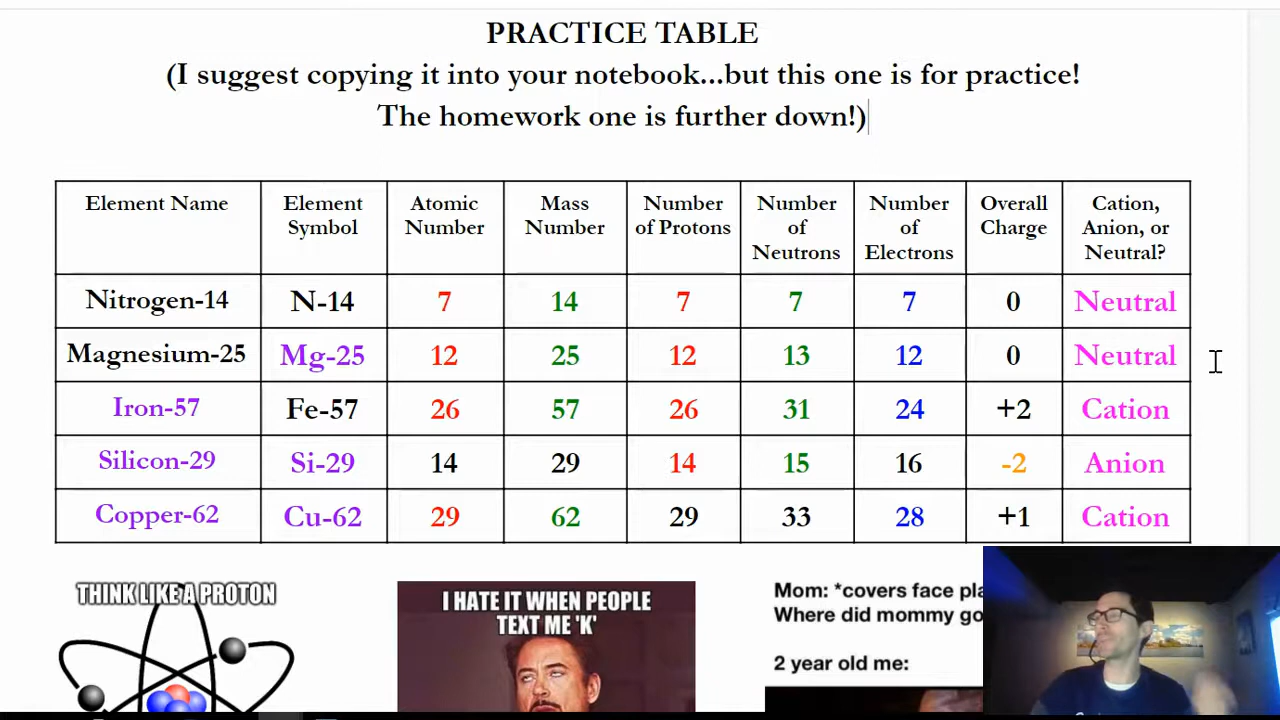 PRACTICE TABLE
(I suggest copying it into your notebook...but this one is for practice!
The homework one is further down!)
Element Name Element Symbol Atomic Number Mass Number Number of Protons Number of Neutrons Number of Electrons Overall Charge Cation, Anion, or Neutral?
Nitrogen-14 N-14 7 14 7 7 7 0 Neutral
Magnesium-25 Mg-25 12 25 12 13 12 0 Neutral
Iron-57 Fe-57 26 57 26 31 24 +2 Cation
Silicon-29 Si-29 14 29 14 15 16 -2 Anion
Copper-62 Cu-62 29 62 29 33 28 +1 Cation
THINK LIKE A PROTON
I HATE IT WHEN PEOPLE
TEXT ME 'K'
Mom: *covers face
Where did mommy
2 year old me: